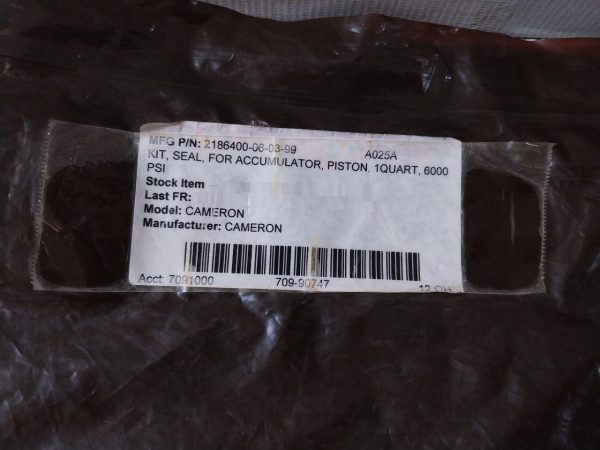 MFG P/N: 2186400-06-03-99 A025A
KIT, SEAL, FOR ACCUMULATOR, PISTON, 1QUART, 6000
PSI
Stock Item
Last FR:
Model: CAMERON
Manufacturer: CAMERON
Acct: 7091000 709-90747 12